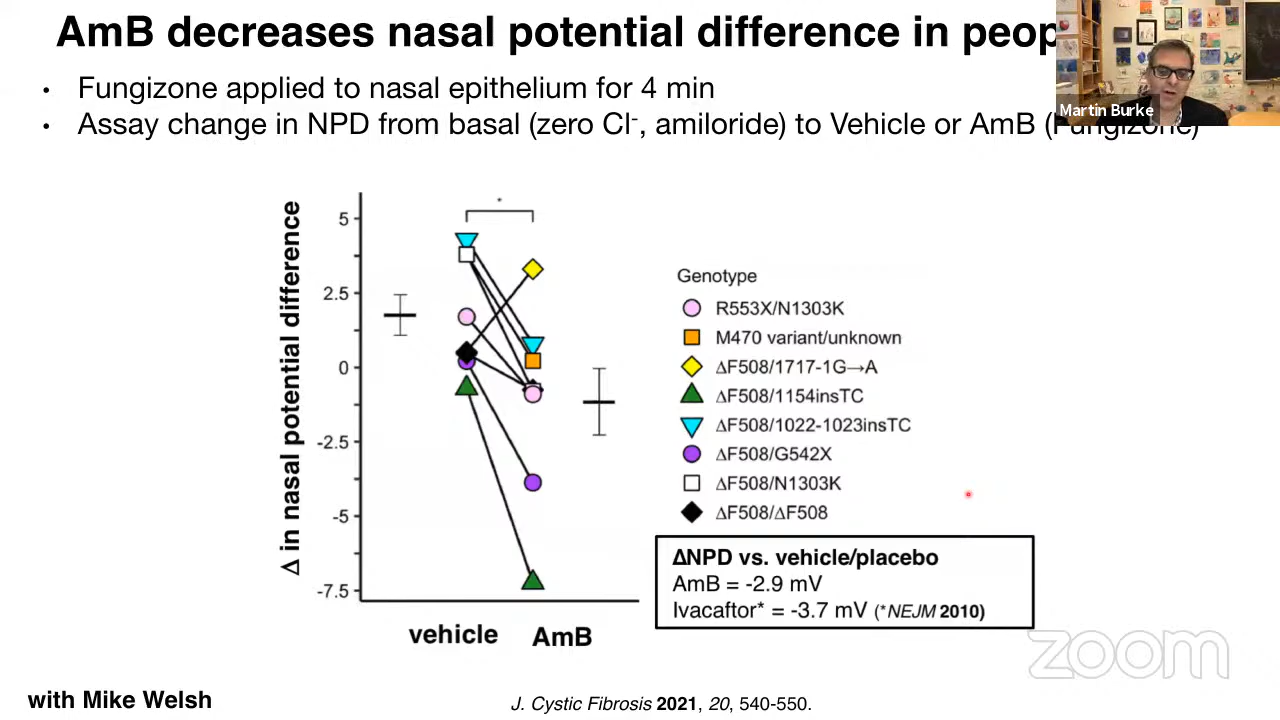 AmB decreases nasal potential difference in peop
• Fungizone applied to nasal epithelium for 4 min
• Assay change in NPD from basal (zero Cl-, amiloride) to Vehicle or AmB (Fungizone)
Martin Burke
Δ in nasal potential difference
*
5
2.5
0
-2.5
-5
-7.5
vehicle AmB
Genotype
R553X/N1303K
M470 variant/unknown
ΔF508/1717-1G→A
ΔF508/1154insTC
ΔF508/1022-1023insTC
ΔF508/G542X
ΔF508/N1303K
ΔF508/ΔF508
ΔNPD vs. vehicle/placebo
AmB = -2.9 mV
Ivacaftor* = -3.7 mV (*NEJM 2010)
zoom
with Mike Welsh
J. Cystic Fibrosis 2021, 20, 540-550.